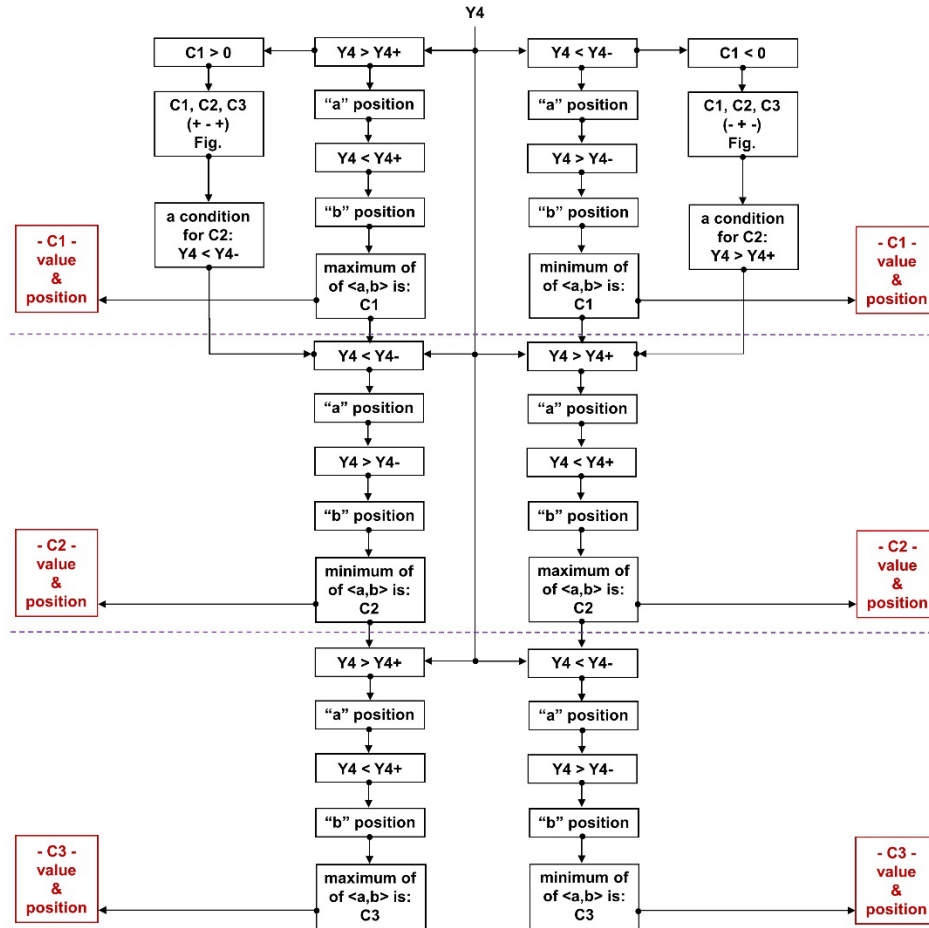 Y4
C1 > 0
Y4 > Y4+
Y4 < Y4-
C1 < 0
C1, C2, C3
(+ - +)
Fig.
"a" position
"a" position
C1, C2, C3
(- + -)
Fig.
Y4 < Y4+
Y4 > Y4-
a condition
for C2:
Y4 < Y4-
"b" position
"b" position
a condition
for C2:
Y4 > Y4+
- C1 -
value
&
position
maximum of
of <a,b> is:
C1
minimum of
of <a,b> is:
C1
- C1 -
value
&
position
Y4 < Y4-
Y4 > Y4+
"a" position
"a" position
Y4 > Y4-
Y4 < Y4+
"b" position
"b" position
- C2 -
value
&
position
minimum of
of <a,b> is:
C2
maximum of
of <a,b> is:
C2
- C2 -
value
&
position
Y4 > Y4+
Y4 < Y4-
"a" position
"a" position
Y4 < Y4+
Y4 > Y4-
"b" position
"b" position
- C3 -
value
&
position
maximum of
of <a,b> is:
C3
minimum of
of <a,b> is:
C3
- C3 -
value
&
position